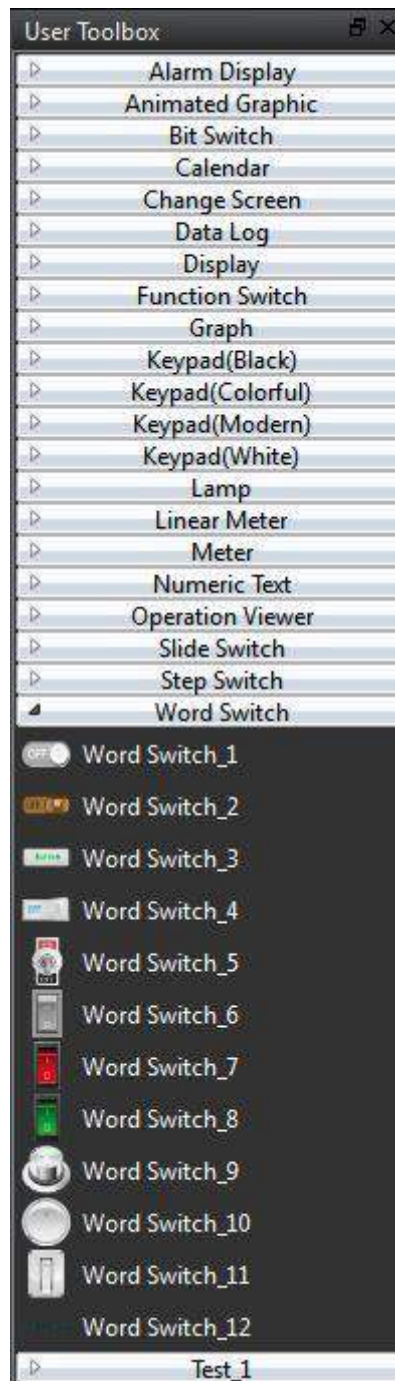 User Toolbox
Alarm Display
Animated Graphic
Bit Switch
Calendar
Change Screen
Data Log
Display
Function Switch
Graph
Keypad(Black)
Keypad(Colorful)
Keypad(Modern)
Keypad(White)
Lamp
Linear Meter
Meter
Numeric Text
Operation Viewer
Slide Switch
Step Switch
Word Switch
OFF Word Switch_1
Word Switch_2
Word Switch_3
Word Switch_4
Word Switch_5
Word Switch_6
Word Switch_7
Word Switch_8
Word Switch_9
Word Switch_10
Word Switch_11
Word Switch_12
Test_1